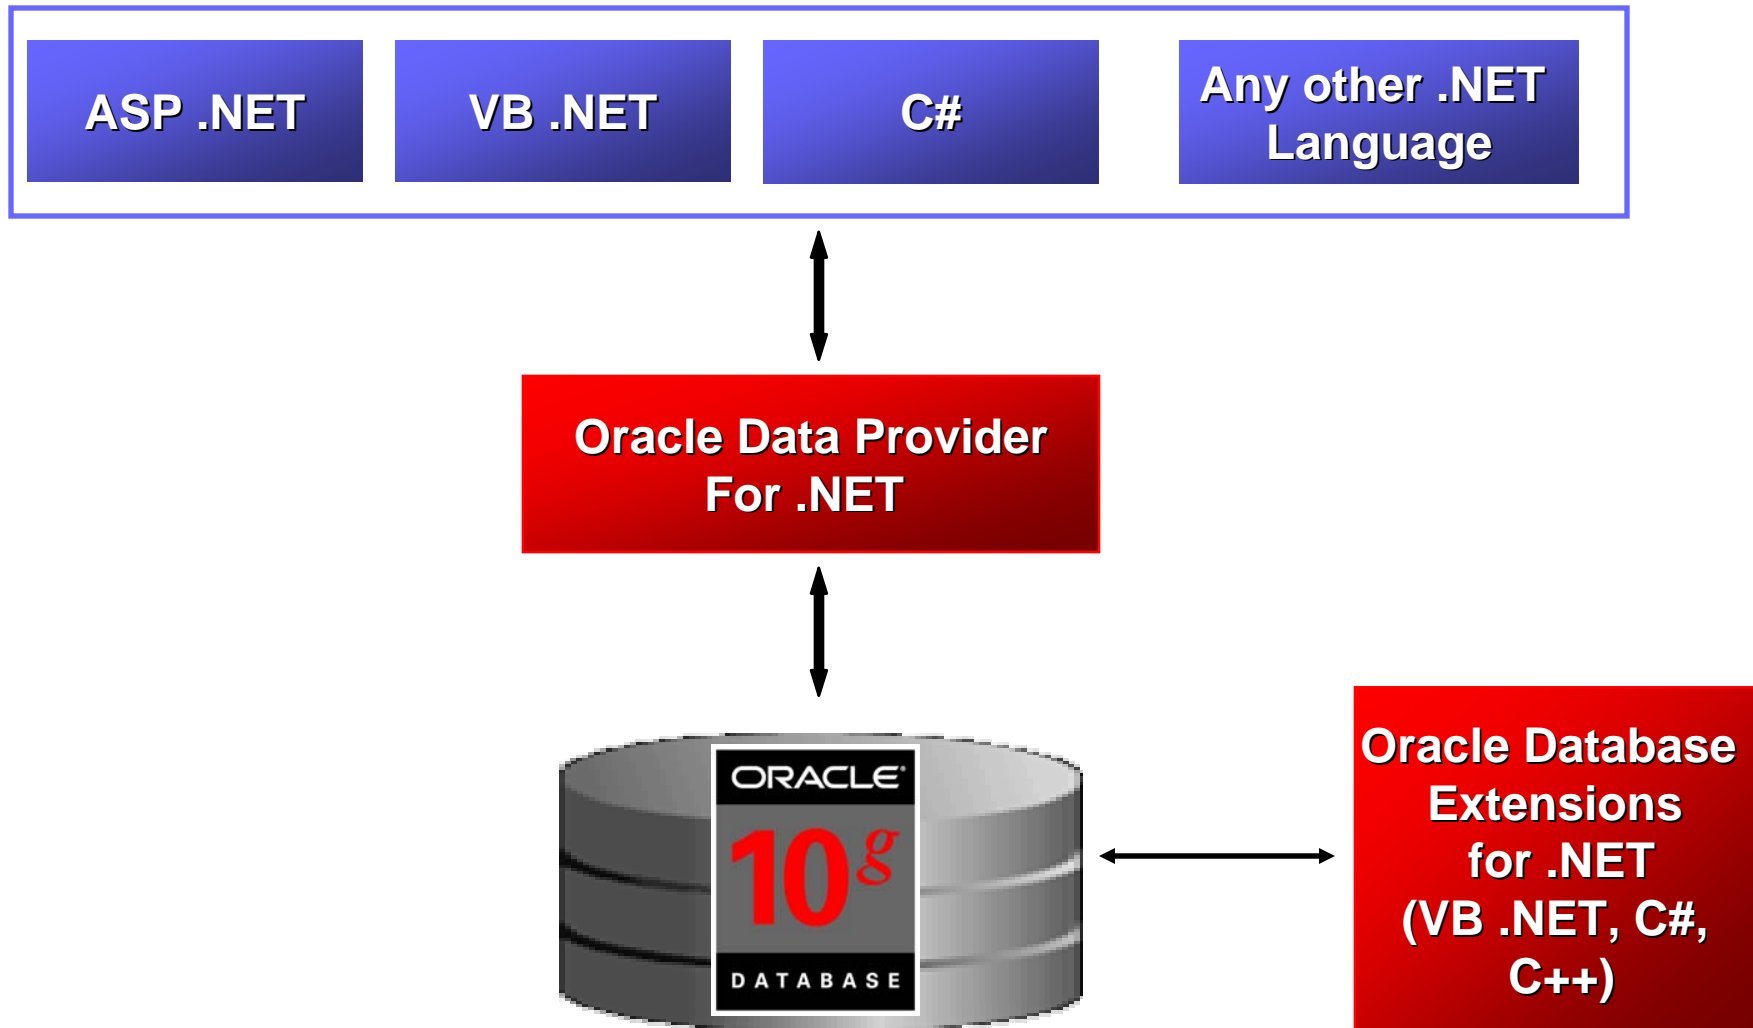 ASP .NET
VB .NET
C#
Any other .NET
Language
Oracle Data Provider
For .NET
ORACLE®
10g
DATABASE
Oracle Database
Extensions
for .NET
(VB .NET, C#,
C++)